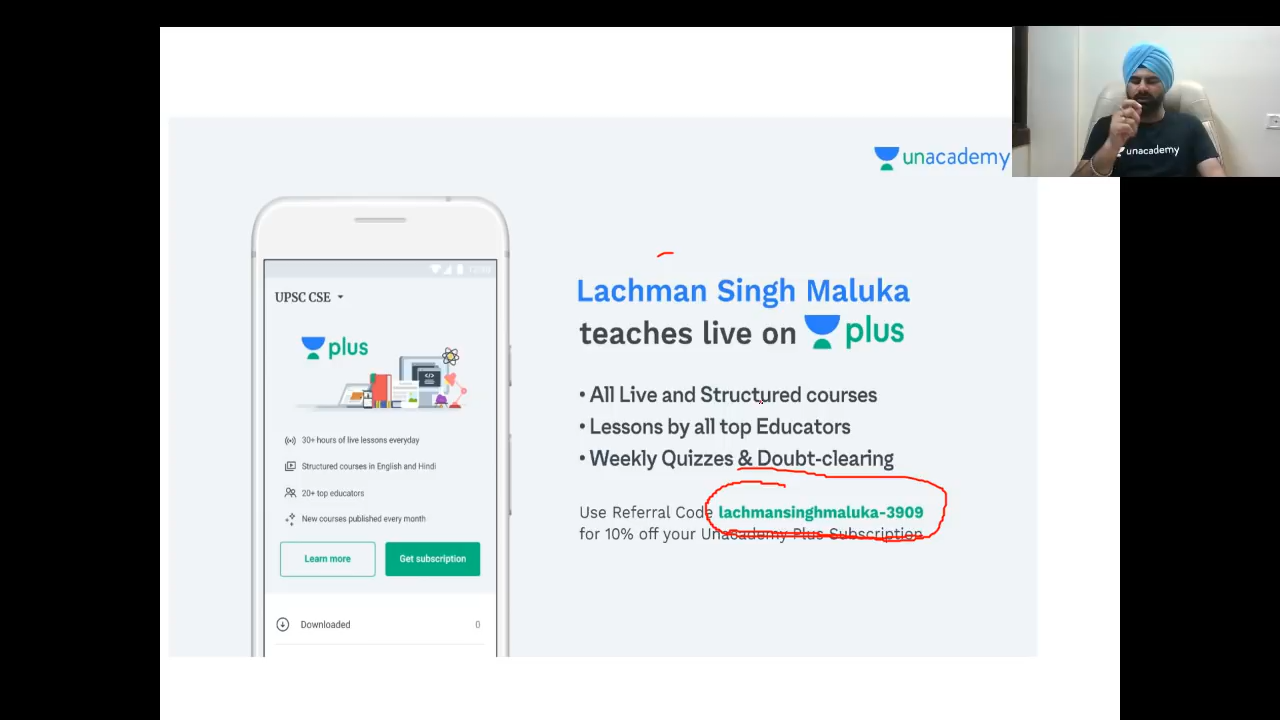 unacademy
unacademy
UPSC CSE
plus
30+ hours of live lessons everyday
Structured courses in English and Hindi
20+ top educators
New courses published every month
Learn more
Get subscription
Downloaded
0
Lachman Singh Maluka
teaches live on plus
• All Live and Structured courses
• Lessons by all top Educators
• Weekly Quizzes & Doubt-clearing
Use Referral Code lachmansinghmaluka-3909
for 10% off your Unacademy Plus Subscription